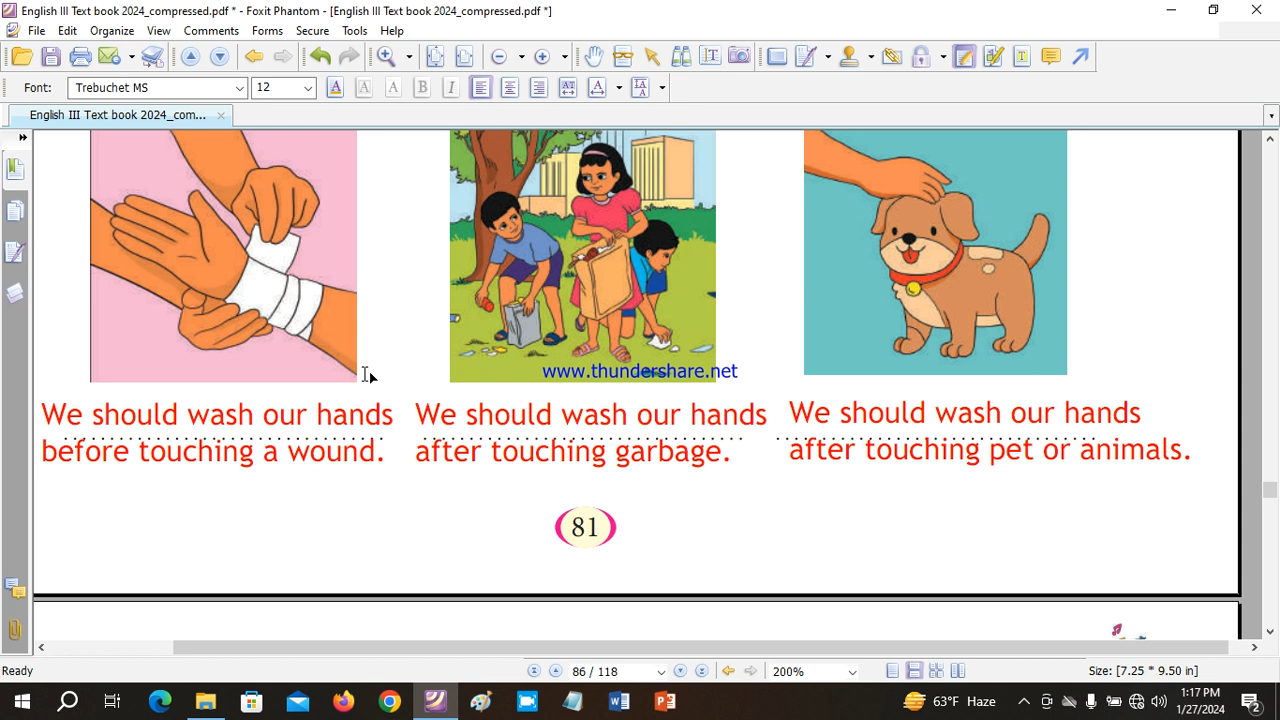 English III Text book 2024_compressed.pdf * - Foxit Phantom - [English III Text book 2024_compressed.pdf *]
File Edit Organize View Comments Forms Secure Tools Help
Font: Trebuchet MS 12
English III Text book 2024_com...
www.thundershare.net
We should wash our hands
before touching a wound.
We should wash our hands
after touching garbage.
We should wash our hands
after touching pet or animals.
81
Ready 86 / 118 200% Size: [7.25 * 9.50 in]
63°F Haze 1:17 PM
1/27/2024
2